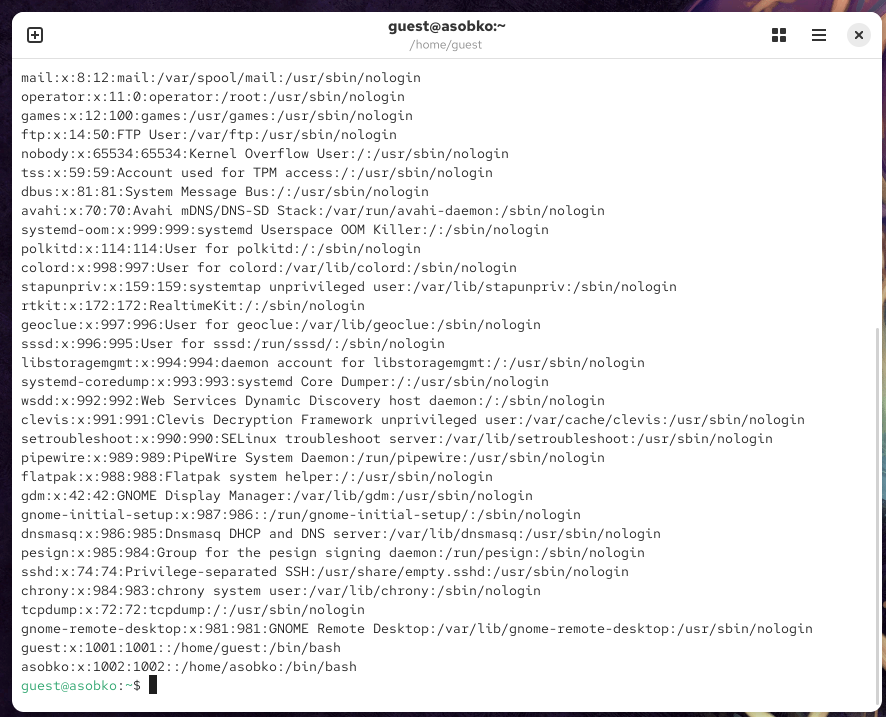 guest@asobko:~
/home/guest
mail:x:8:12:mail:/var/spool/mail:/usr/sbin/nologin
operator:x:11:0:operator:/root:/usr/sbin/nologin
games:x:12:100:games:/usr/games:/usr/sbin/nologin
ftp:x:14:50:FTP User:/var/ftp:/usr/sbin/nologin
nobody:x:65534:65534:Kernel Overflow User:/:/usr/sbin/nologin
tss:x:59:59:Account used for TPM access:/:/usr/sbin/nologin
dbus:x:81:81:System Message Bus:/:/usr/sbin/nologin
avahi:x:70:70:Avahi mDNS/DNS-SD Stack:/var/run/avahi-daemon:/sbin/nologin
systemd-oom:x:999:999:systemd Userspace OOM Killer:/:/sbin/nologin
polkitd:x:114:114:User for polkitd:/:/sbin/nologin
colord:x:998:997:User for colord:/var/lib/colord:/sbin/nologin
stapunpriv:x:159:159:systemtap unprivileged user:/var/lib/stapunpriv:/sbin/nologin
rtkit:x:172:172:RealtimeKit:/:/sbin/nologin
geoclue:x:997:996:User for geoclue:/var/lib/geoclue:/sbin/nologin
sssd:x:996:995:User for sssd:/run/sssd/:/sbin/nologin
libstoragemgmt:x:994:994:daemon account for libstoragemgmt:/:/usr/sbin/nologin
systemd-coredump:x:993:993:systemd Core Dumper:/:/usr/sbin/nologin
wsdd:x:992:992:Web Services Dynamic Discovery host daemon:/:/sbin/nologin
clevis:x:991:991:Clevis Decryption Framework unprivileged user:/var/cache/clevis:/usr/sbin/nologin
setroubleshoot:x:990:990:SELinux troubleshoot server:/var/lib/setroubleshoot:/usr/sbin/nologin
pipewire:x:989:989:PipeWire System Daemon:/run/pipewire:/usr/sbin/nologin
flatpak:x:988:988:Flatpak system helper:/:/usr/sbin/nologin
gdm:x:42:42:GNOME Display Manager:/var/lib/gdm:/usr/sbin/nologin
gnome-initial-setup:x:987:986::/run/gnome-initial-setup/:/sbin/nologin
dnsmasq:x:986:985:Dnsmasq DHCP and DNS server:/var/lib/dnsmasq:/usr/sbin/nologin
pesign:x:985:984:Group for the pesign signing daemon:/run/pesign:/sbin/nologin
sshd:x:74:74:Privilege-separated SSH:/usr/share/empty.sshd:/usr/sbin/nologin
chrony:x:984:983:chrony system user:/var/lib/chrony:/sbin/nologin
tcpdump:x:72:72:tcpdump:/:/usr/sbin/nologin
gnome-remote-desktop:x:981:981:GNOME Remote Desktop:/var/lib/gnome-remote-desktop:/usr/sbin/nologin
guest:x:1001:1001::/home/guest:/bin/bash
asobko:x:1002:1002::/home/asobko:/bin/bash
guest@asobko:~$